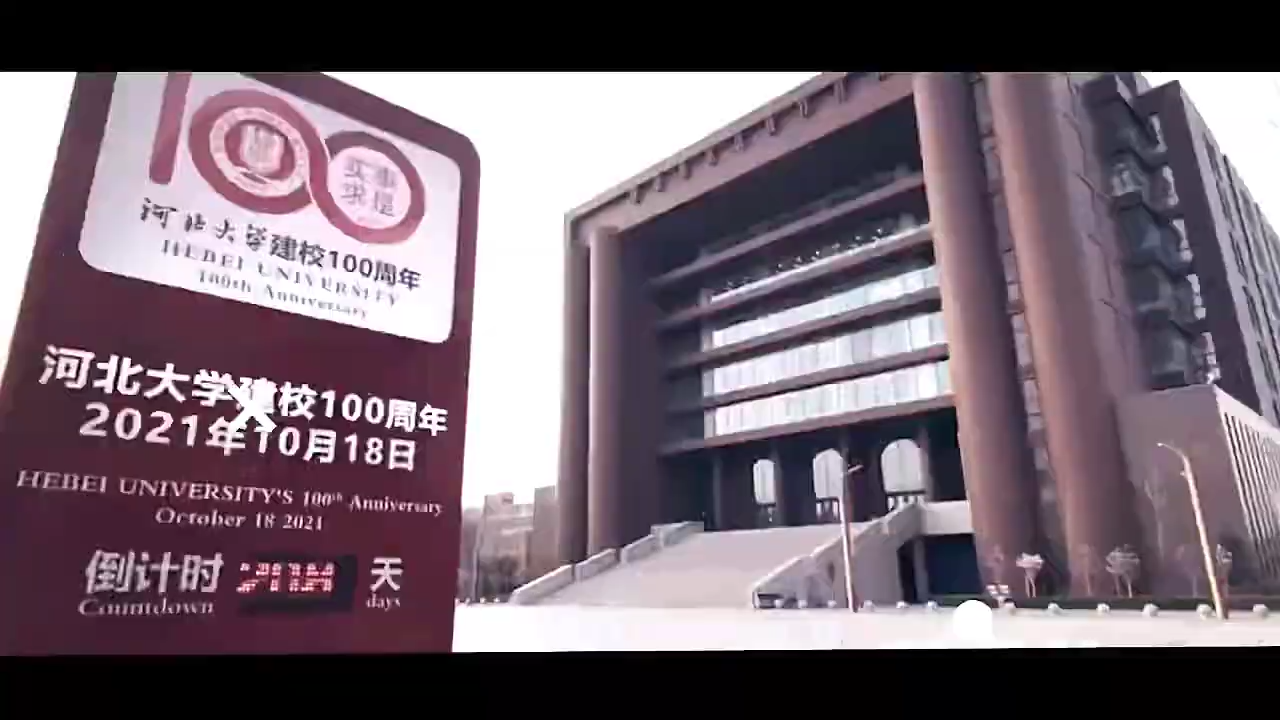 100
实事
求是
河北大学建校100周年
HEBEI UNIVERSITY
100th Anniversary
河北大学建校100周年
2021年10月18日
HEBEI UNIVERSITY'S 100th Anniversary
October 18 2021
倒计时 天
Countdown days